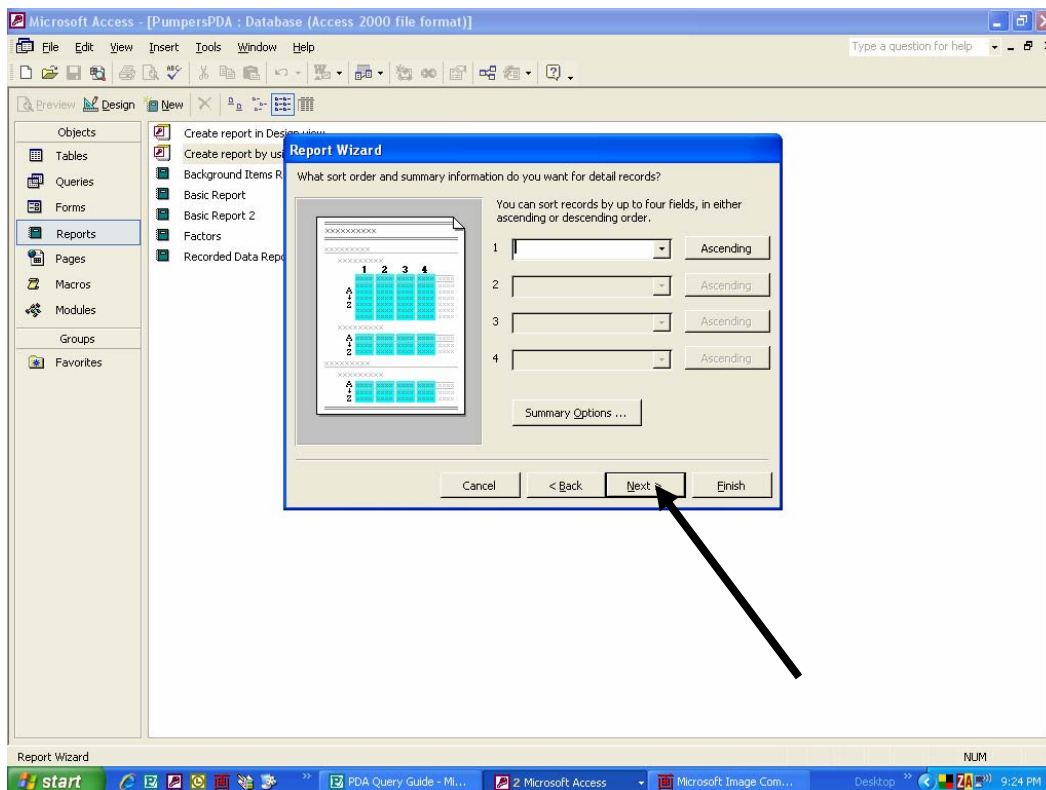 Microsoft Access - [PumpersPDA : Database (Access 2000 file format)]
File Edit View Insert Tools Window Help
Type a question for help
Preview Design New
Objects
Tables
Queries
Forms
Reports
Pages
Macros
Modules
Groups
Favorites
Create report in Design view
Create report by usi
Background Items R
Basic Report
Basic Report 2
Factors
Recorded Data Repo
Report Wizard
What sort order and summary information do you want for detail records?
You can sort records by up to four fields, in either
ascending or descending order.
1 Ascending
2 Ascending
3 Ascending
4 Ascending
1 2 3 4
A
Z
A
Z
A
Z
Summary Options ...
Cancel < Back Next > Finish
Report Wizard NUM
start PDA Query Guide - Mi... 2 Microsoft Access Microsoft Image Com... Desktop 9:24 PM